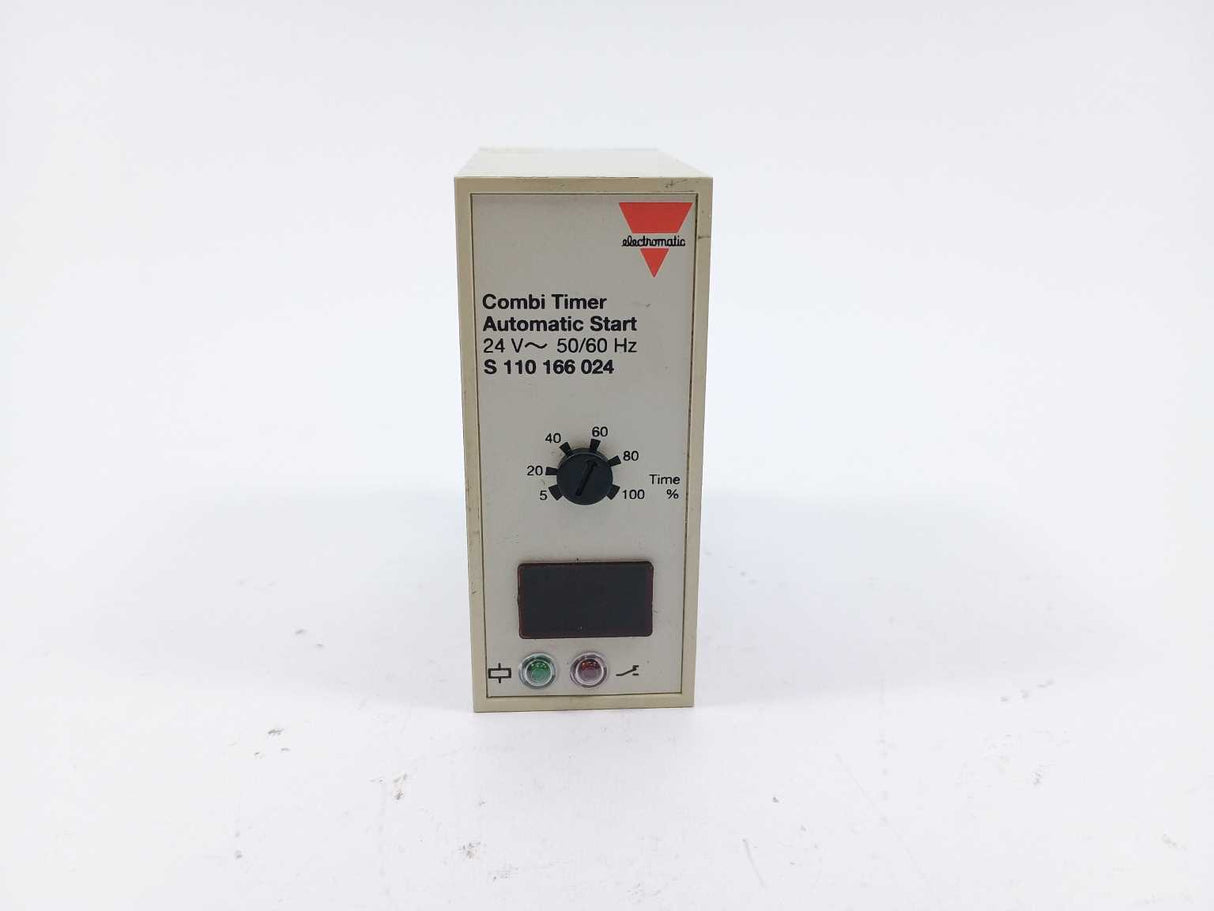 electromatic
Combi Timer
Automatic Start
24 V～ 50/60 Hz
S 110 166 024
5 20 40 60 80 100
Time
%